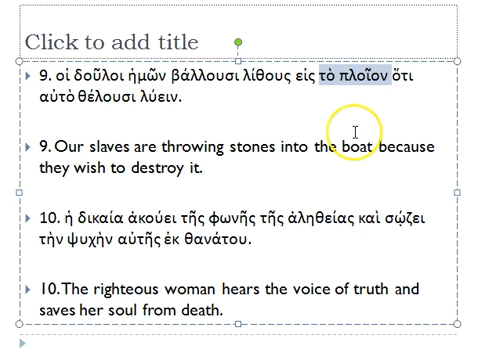 Click to add title
9. οἱ δοῦλοι ἡμῶν βάλλουσι λίθους εἰς τὸ πλοῖον ὅτι
αὐτὸ θέλουσι λύειν.
9. Our slaves are throwing stones into the boat because
they wish to destroy it.
10. ἡ δικαία ἀκούει τῆς φωνῆς τῆς ἀληθείας καὶ σῴζει
τὴν ψυχὴν αὐτῆς ἐκ θανάτου.
10. The righteous woman hears the voice of truth and
saves her soul from death.